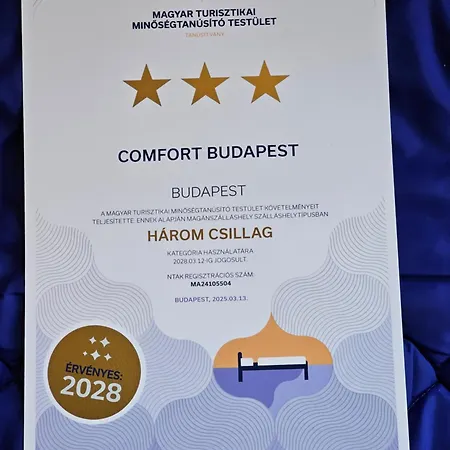 MAGYAR TURISZTIKAI
MINŐSÉGTANÚSÍTÓ TESTÜLET
TANÚSÍTVÁNY
COMFORT BUDAPEST
BUDAPEST
A MAGYAR TURISZTIKAI MINŐSÉGTANÚSÍTÓ TESTÜLET KÖVETELMÉNYEIT
TELJESÍTETTE. ENNEK ALAPJÁN MAGÁNSZÁLLÁSHELY SZÁLLÁSHELYTÍPUSBAN
HÁROM CSILLAG
KATEGÓRIA HASZNÁLATÁRA
2028.03.12-IG JOGOSULT.
NTAK REGISZTRÁCIÓS SZÁM:
MA24105504
BUDAPEST, 2025.03.13.
ÉRVÉNYES:
2028